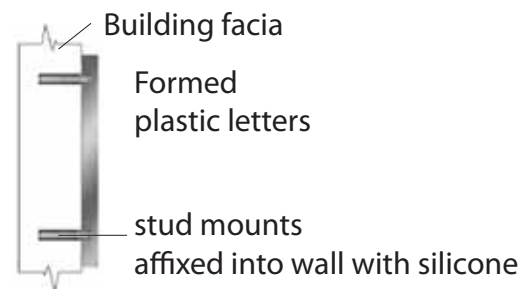 Building facia
Formed
plastic letters
stud mounts
affixed into wall with silicone